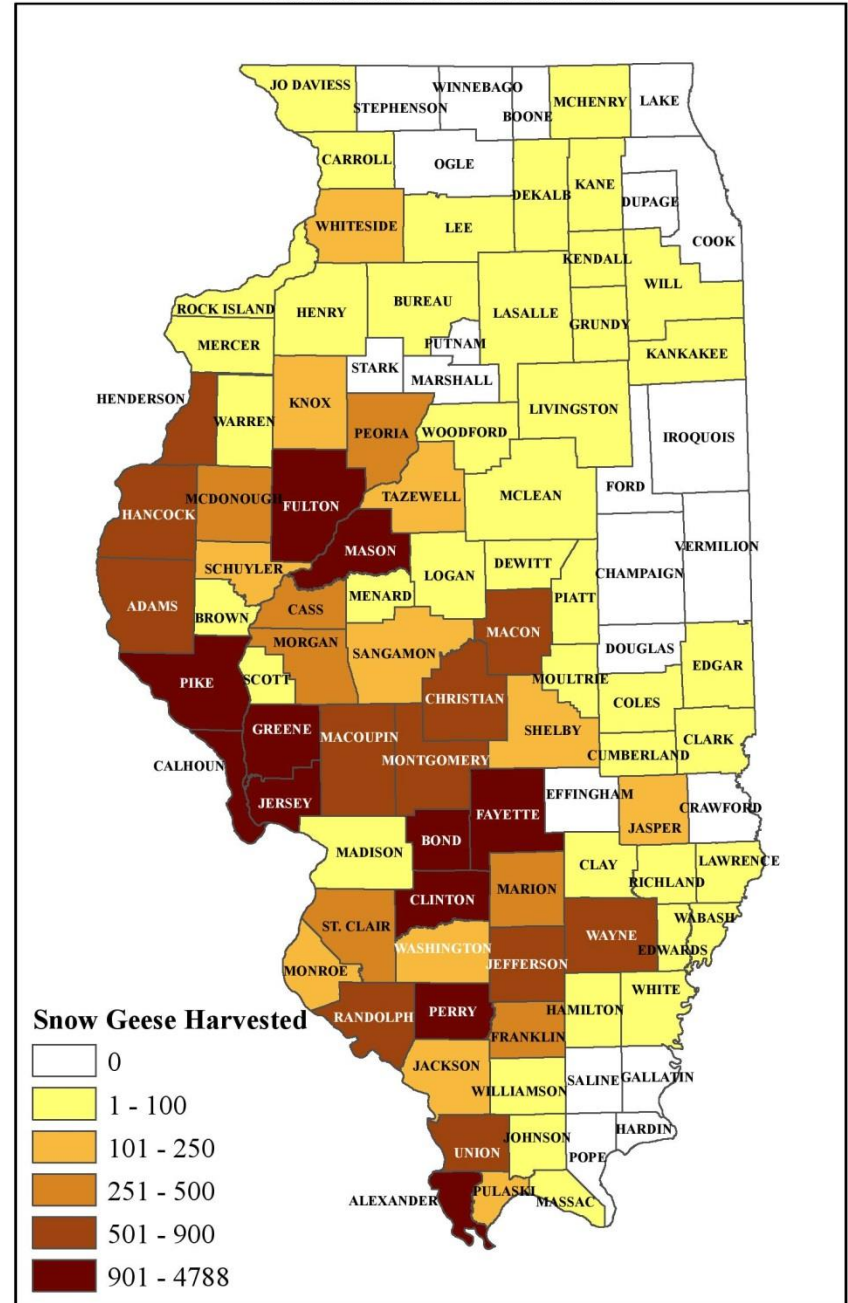 JO DAVIESS
STEPHENSON
WINNEBAGO
BOONE
MCHENRY
LAKE
CARROLL
OGLE
DEKALB
KANE
DUPAGE
COOK
WHITESIDE
LEE
KENDALL
WILL
ROCK ISLAND
HENRY
BUREAU
LASALLE
GRUNDY
MERCER
PUTNAM
KANKAKEE
STARK
MARSHALL
HENDERSON
WARREN
KNOX
PEORIA
WOODFORD
LIVINGSTON
IROQUOIS
HANCOCK
MCDONOUGH
FULTON
TAZEWELL
MCLEAN
FORD
MASON
VERMILION
SCHUYLER
LOGAN
DEWITT
CHAMPAIGN
ADAMS
BROWN
CASS
MENARD
PIATT
MACON
MORGAN
SANGAMON
DOUGLAS
EDGAR
PIKE
SCOTT
CHRISTIAN
MOULTRIE
COLES
GREENE
MACOUPIN
SHELBY
CLARK
CALHOUN
MONTGOMERY
CUMBERLAND
JERSEY
FAYETTE
EFFINGHAM
JASPER
CRAWFORD
MADISON
BOND
CLAY
RICHLAND
LAWRENCE
CLINTON
MARION
ST. CLAIR
WAYNE
WABASH
EDWARDS
WASHINGTON
MONROE
JEFFERSON
WHITE
RANDOLPH
PERRY
HAMILTON
FRANKLIN
JACKSON
WILLIAMSON
SALINE
GALLATIN
UNION
JOHNSON
HARDIN
POPE
ALEXANDER
PULASKI
MASSAC
Snow Geese Harvested
0
1 - 100
101 - 250
251 - 500
501 - 900
901 - 4788